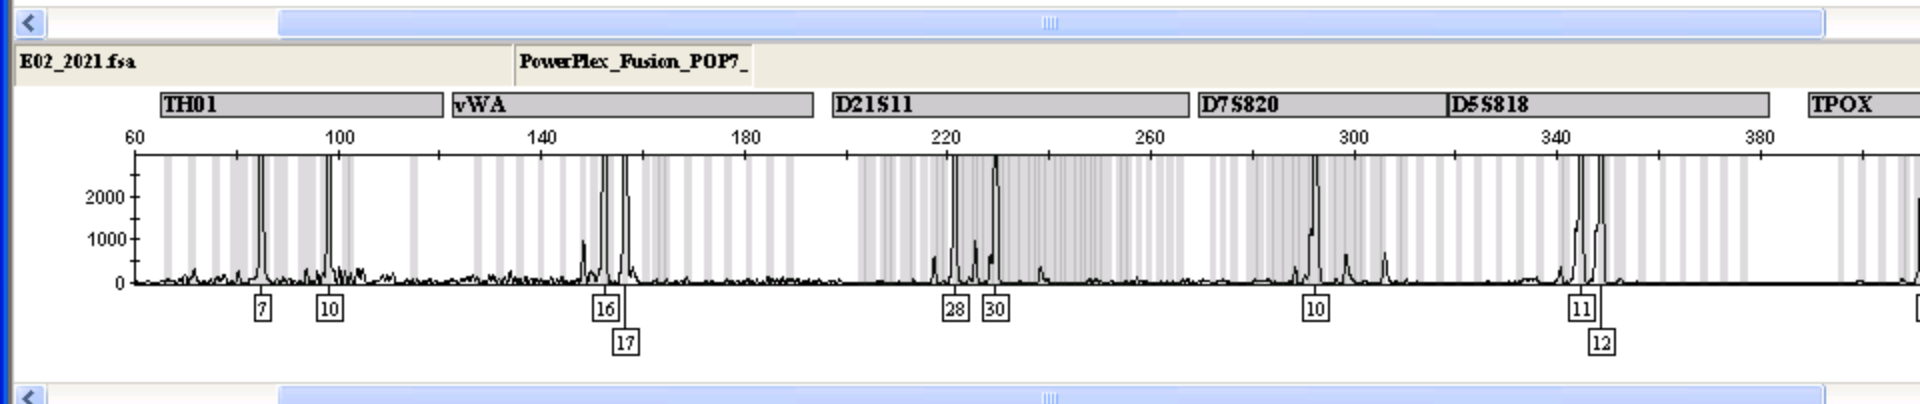 E02_2021.fsa PowerPlex_Fusion_POP7_
TH01 vWA D21S11 D7S820 D5S818 TPOX
60 100 140 180 220 260 300 340 380
2000
1000
0
7 10 16 28 30 10 11
17 12